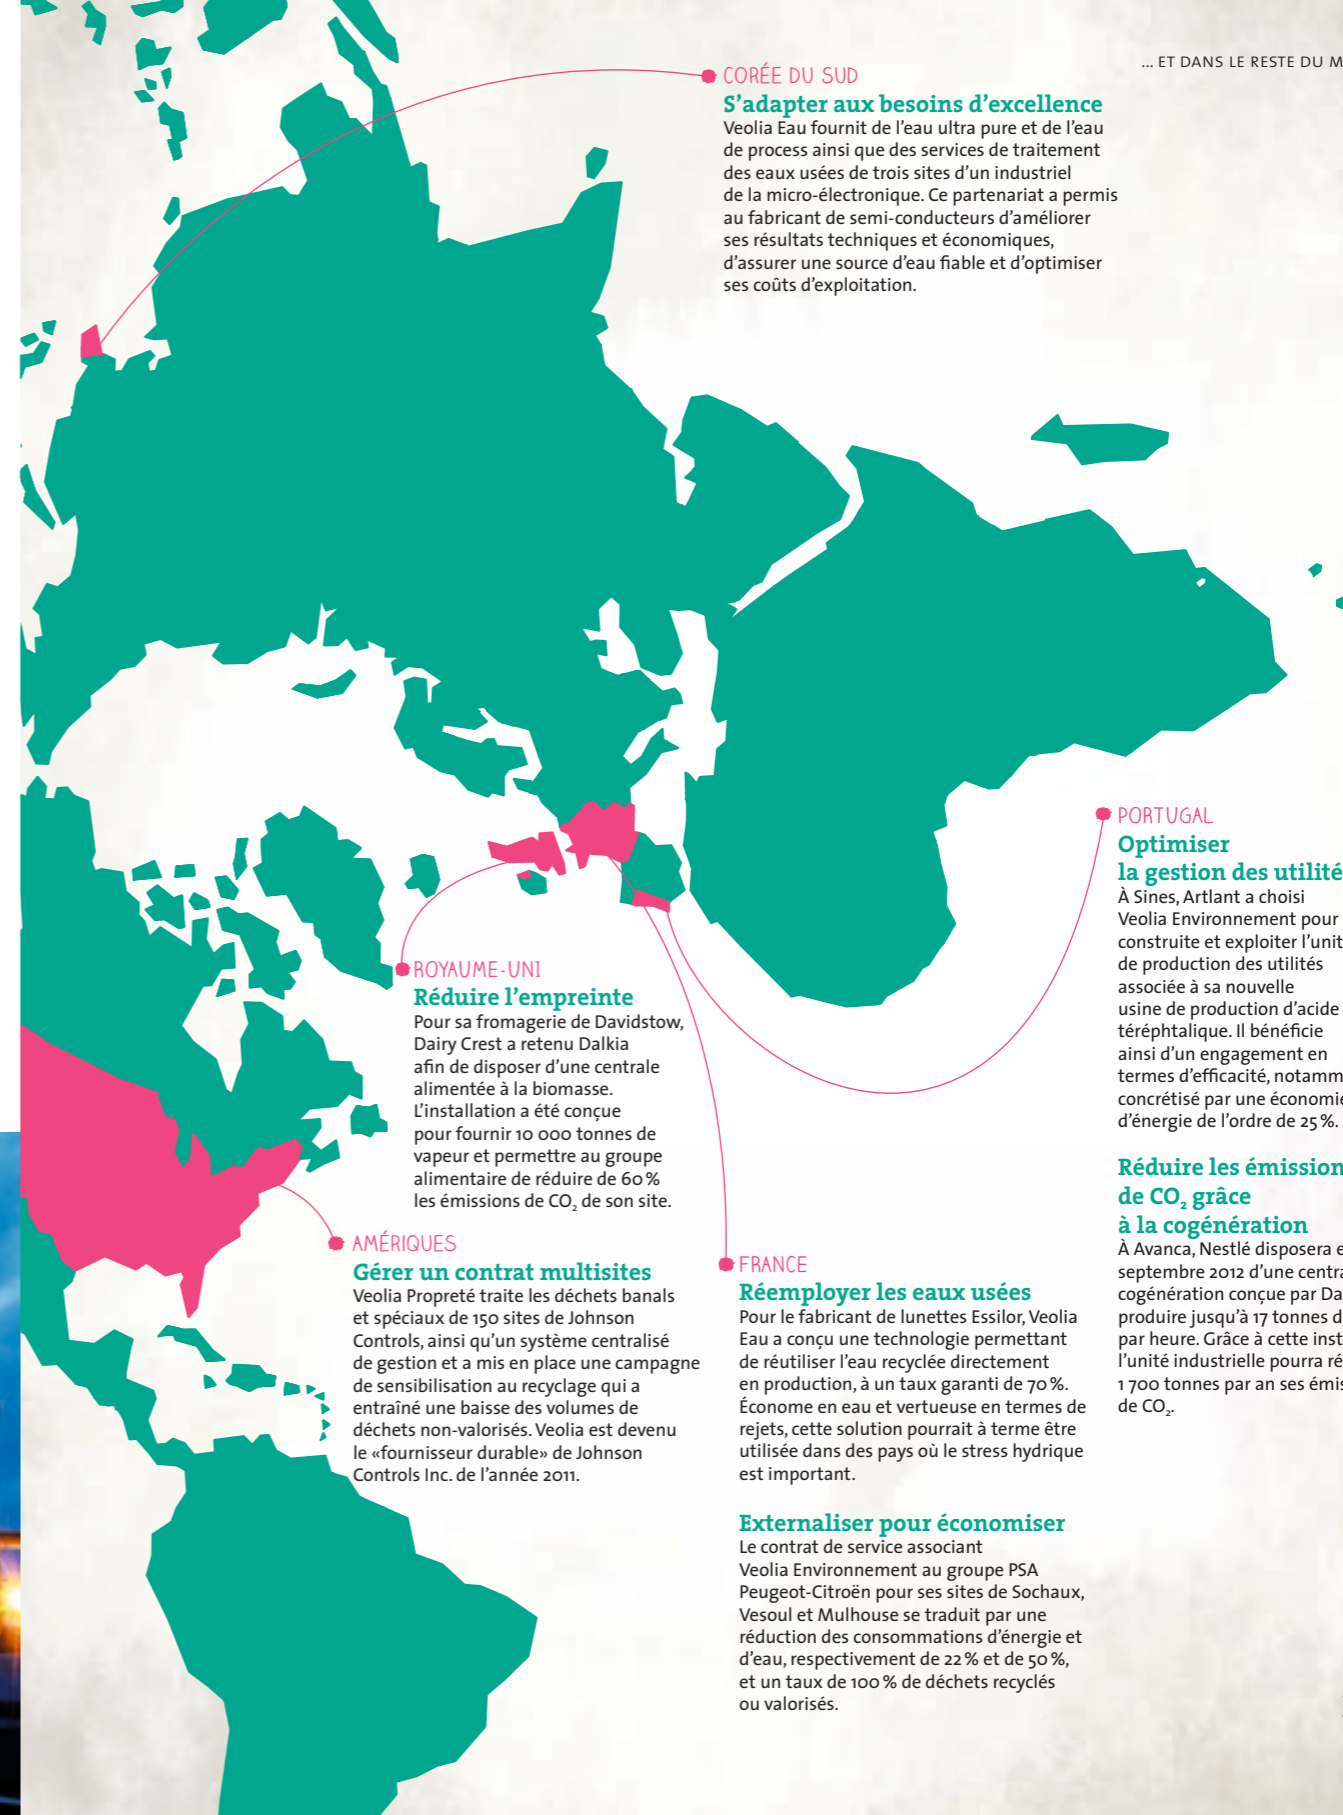 ... ET DANS LE RESTE DU M
CORÉE DU SUD
S’adapter aux besoins d’excellence
Veolia Eau fournit de l’eau ultra pure et de l’eau
de process ainsi que des services de traitement
des eaux usées de trois sites d’un industriel
de la micro-électronique. Ce partenariat a permis
au fabricant de semi-conducteurs d’améliorer
ses résultats techniques et économiques,
d’assurer une source d’eau fiable et d’optimiser
ses coûts d’exploitation.
ROYAUME-UNI
Réduire l’empreinte
Pour sa fromagerie de Davidstow,
Dairy Crest a retenu Dalkia
afin de disposer d’une centrale
alimentée à la biomasse.
L’installation a été conçue
pour fournir 10 000 tonnes de
vapeur et permettre au groupe
alimentaire de réduire de 60 %
les émissions de CO₂ de son site.
AMÉRIQUES
Gérer un contrat multisites
Veolia Propreté traite les déchets banals
et spéciaux de 150 sites de Johnson
Controls, ainsi qu’un système centralisé
de gestion et a mis en place une campagne
de sensibilisation au recyclage qui a
entraîné une baisse des volumes de
déchets non-valorisés. Veolia est devenu
le «fournisseur durable» de Johnson
Controls Inc. de l’année 2011.
FRANCE
Réemployer les eaux usées
Pour le fabricant de lunettes Essilor, Veolia
Eau a conçu une technologie permettant
de réutiliser l’eau recyclée directement
en production, à un taux garanti de 70 %.
Économe en eau et vertueuse en termes de
rejets, cette solution pourrait à terme être
utilisée dans des pays où le stress hydrique
est important.
Externaliser pour économiser
Le contrat de service associant
Veolia Environnement au groupe PSA
Peugeot-Citroën pour ses sites de Sochaux,
Vesoul et Mulhouse se traduit par une
réduction des consommations d’énergie et
d’eau, respectivement de 22 % et de 50 %,
et un taux de 100 % de déchets recyclés
ou valorisés.
PORTUGAL
Optimiser
la gestion des utilité
À Sines, Artlant a choisi
Veolia Environnement pour
construite et exploiter l’unit
de production des utilités
associée à sa nouvelle
usine de production d’acide
téréphtalique. Il bénéficie
ainsi d’un engagement en
termes d’efficacité, notamm
concrétisé par une économie
d’énergie de l’ordre de 25 %.
Réduire les émission
de CO₂ grâce
à la cogénération
À Avanca, Nestlé disposera e
septembre 2012 d’une centra
cogénération conçue par Da
produire jusqu’à 17 tonnes d
par heure. Grâce à cette inst
l’unité industrielle pourra ré
1 700 tonnes par an ses émis
de CO₂.